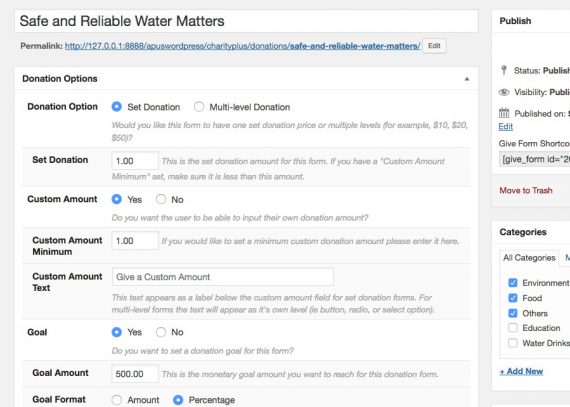 Safe and Reliable Water Matters
Permalink: http://127.0.0.1:8888/apuswordpress/charityplus/donations/safe-and-reliable-water-matters/ Edit
Donation Options
Donation Option Set Donation Multi-level Donation
Would you like this form to have one set donation price or multiple levels (for example, $10, $20,
$50)?
Set Donation 1.00 This is the set donation amount for this form. If you have a "Custom Amount
Minimum" set, make sure it is less than this amount.
Custom Amount Yes No
Do you want the user to be able to input their own donation amount?
Custom Amount
Minimum
1.00 If you would like to set a minimum custom donation amount please enter it here.
Custom Amount
Text
Give a Custom Amount
This text appears as a label below the custom amount field for set donation forms. For
multi-level forms the text will appear as it's own level (ie button, radio, or select option).
Goal Yes No
Do you want to set a donation goal for this form?
Goal Amount 500.00 This is the monetary goal amount you want to reach for this donation form.
Goal Format Amount Percentage
Publish
Status: Publish
Visibility: Publi
Published on: S
Edit
Give Form Shortco
[give_form id="2
Move to Trash
Categories
All Categories M
Environment
Food
Others
Education
Water Drinks
+ Add New